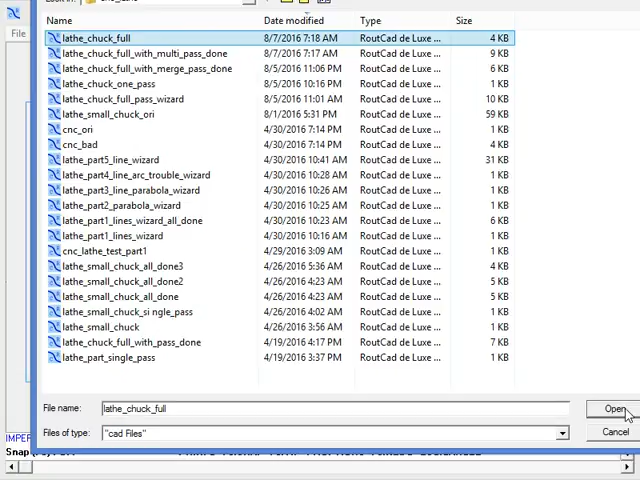 File
Name Date modified Type Size
lathe_chuck_full 8/7/2016 7:18 AM RoutCad de Luxe ... 4 KB
lathe_chuck_full_with_multi_pass_done 8/7/2016 7:17 AM RoutCad de Luxe ... 9 KB
lathe_chuck_full_with_merge_pass_done 8/5/2016 11:06 PM RoutCad de Luxe ... 6 KB
lathe_chuck_one_pass 8/5/2016 10:16 PM RoutCad de Luxe ... 1 KB
lathe_chuck_full_pass_wizard 8/5/2016 11:01 AM RoutCad de Luxe ... 10 KB
lathe_small_chuck_ori 8/1/2016 5:31 PM RoutCad de Luxe ... 59 KB
cnc_ori 4/30/2016 7:14 PM RoutCad de Luxe ... 1 KB
cnc_bad 4/30/2016 7:14 PM RoutCad de Luxe ... 4 KB
lathe_part5_line_wizard 4/30/2016 10:41 AM RoutCad de Luxe ... 31 KB
lathe_part4_line_arc_trouble_wizard 4/30/2016 10:28 AM RoutCad de Luxe ... 1 KB
lathe_part3_line_parabola_wizard 4/30/2016 10:26 AM RoutCad de Luxe ... 1 KB
lathe_part2_parabola_wizard 4/30/2016 10:25 AM RoutCad de Luxe ... 1 KB
lathe_part1_lines_wizard_all_done 4/30/2016 10:23 AM RoutCad de Luxe ... 6 KB
lathe_part1_lines_wizard 4/30/2016 10:16 AM RoutCad de Luxe ... 1 KB
cnc_lathe_test_part1 4/29/2016 3:09 AM RoutCad de Luxe ... 1 KB
lathe_small_chuck_all_done3 4/26/2016 5:36 AM RoutCad de Luxe ... 4 KB
lathe_small_chuck_all_done2 4/26/2016 4:23 AM RoutCad de Luxe ... 5 KB
lathe_small_chuck_all_done 4/26/2016 4:23 AM RoutCad de Luxe ... 5 KB
lathe_small_chuck_si ngle_pass 4/26/2016 4:02 AM RoutCad de Luxe ... 1 KB
lathe_small_chuck 4/26/2016 3:56 AM RoutCad de Luxe ... 1 KB
lathe_chuck_full_with_pass_done 4/19/2016 4:17 PM RoutCad de Luxe ... 7 KB
lathe_part_single_pass 4/19/2016 3:37 PM RoutCad de Luxe ... 1 KB
File name: lathe_chuck_full Open
Files of type: "cad Files" Cancel